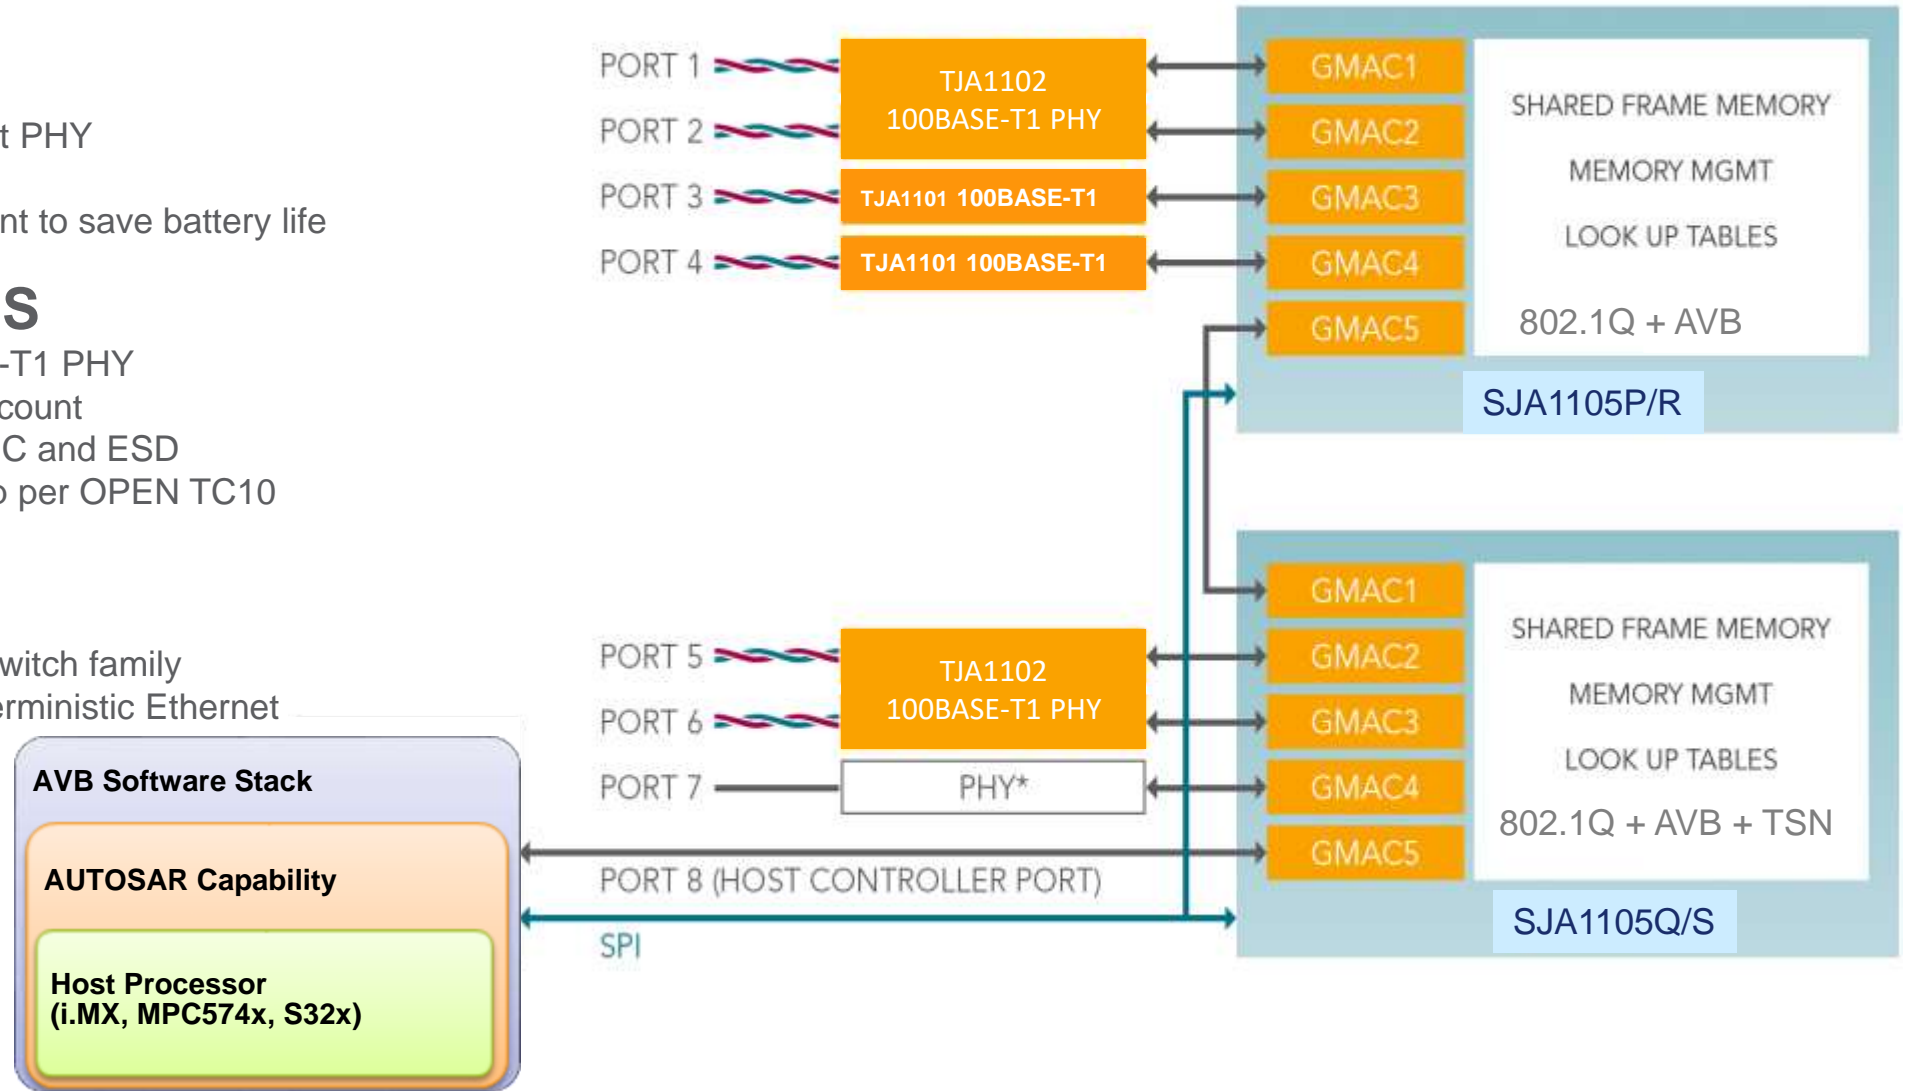 t PHY
nt to save battery life
S
-T1 PHY
count
C and ESD
per OPEN TC10
witch family
erministic Ethernet
AVB Software Stack
AUTOSAR Capability
Host Processor
(i.MX, MPC574x, S32x)
PORT 1
PORT 2
PORT 3
PORT 4
TJA1102
100BASE-T1 PHY
TJA1101 100BASE-T1
TJA1101 100BASE-T1
GMAC1
GMAC2
GMAC3
GMAC4
GMAC5
SHARED FRAME MEMORY
MEMORY MGMT
LOOK UP TABLES
802.1Q + AVB
SJA1105P/R
PORT 5
PORT 6
PORT 7
TJA1102
100BASE-T1 PHY
PHY*
PORT 8 (HOST CONTROLLER PORT)
SPI
GMAC1
GMAC2
GMAC3
GMAC4
GMAC5
SHARED FRAME MEMORY
MEMORY MGMT
LOOK UP TABLES
802.1Q + AVB + TSN
SJA1105Q/S